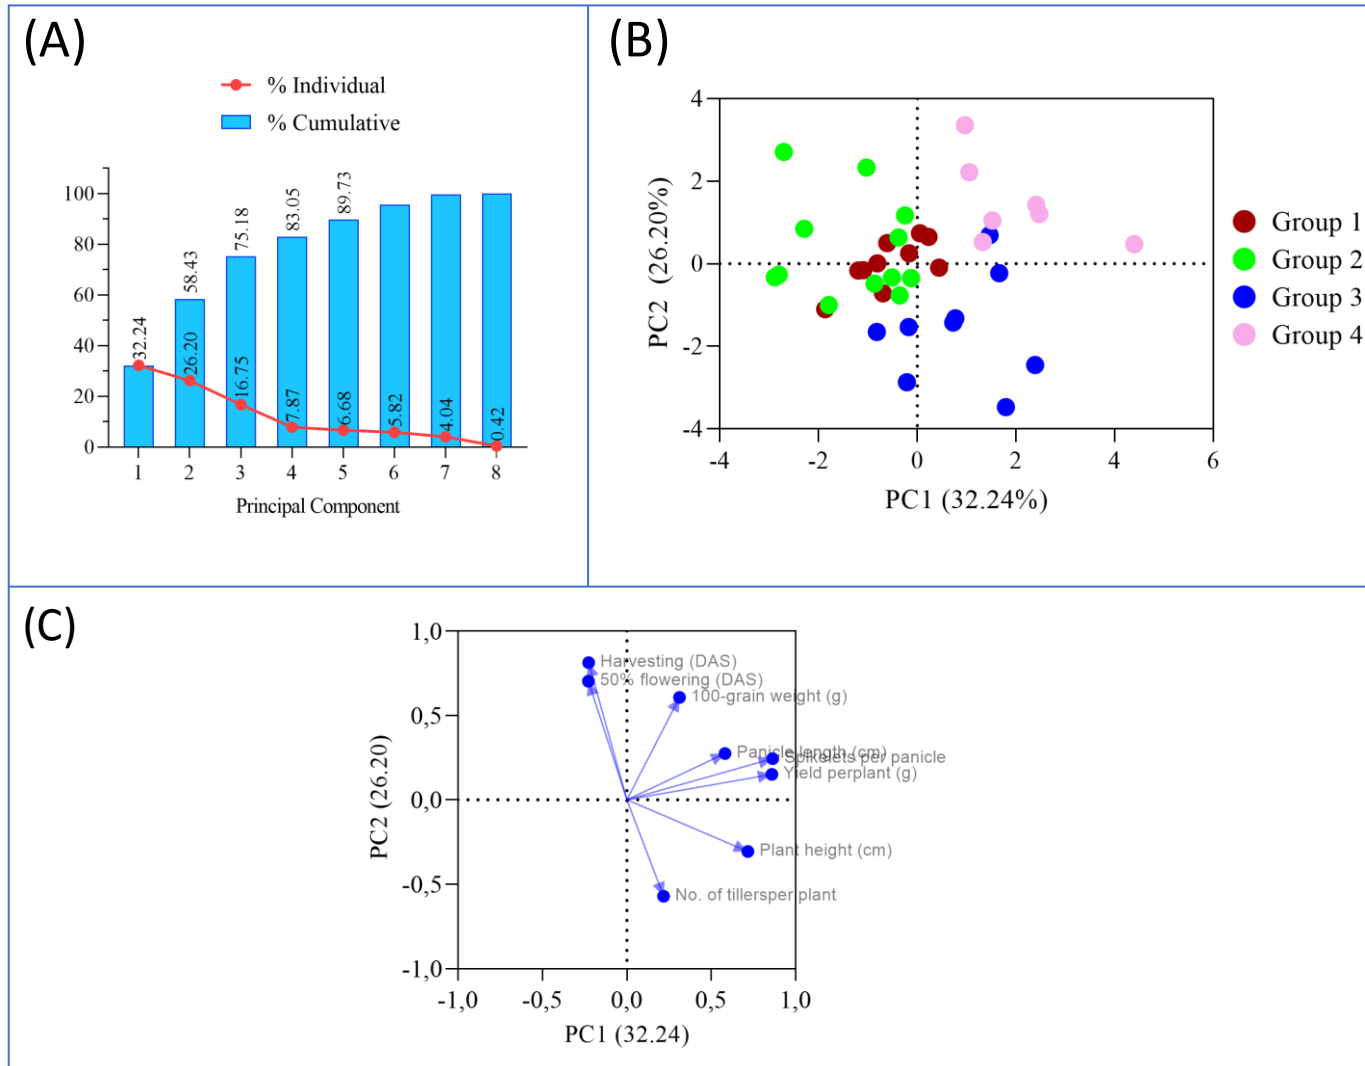 (A)
% Individual
% Cumulative
100
80
60
40
20
0
32.24
58.43
26.20
75.18
16.75
83.05
7.87
89.73
6.68
5.82
4.04
0.42
1 2 3 4 5 6 7 8
Principal Component
(B)
4
2
0
-2
-4
PC2 (26.20%)
-4 -2 0 2 4 6
PC1 (32.24%)
Group 1
Group 2
Group 3
Group 4
(C)
1,0
0,5
0,0
-0,5
-1,0
PC2 (26.20)
Harvesting (DAS)
50% flowering (DAS)
100-grain weight (g)
Panicle length (cm)
Spikelets per panicle
Yield perplant (g)
Plant height (cm)
No. of tillersper plant
-1,0 -0,5 0,0 0,5 1,0
PC1 (32.24)